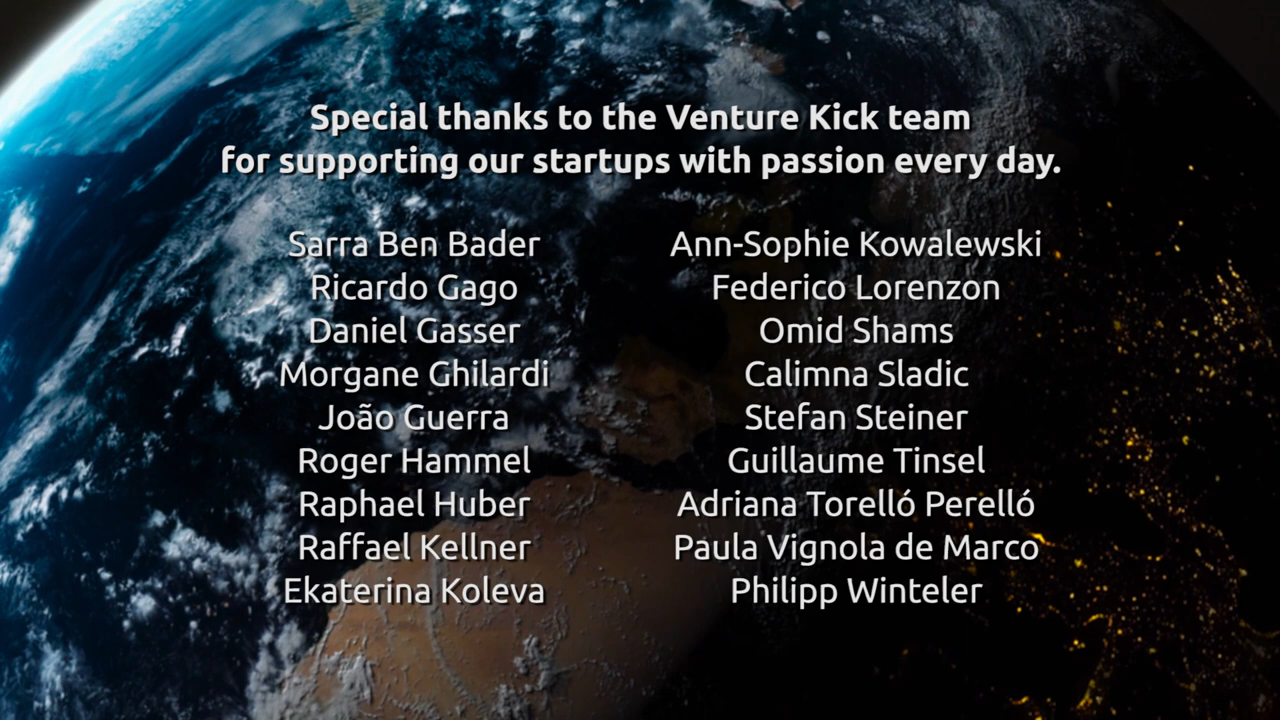 Special thanks to the Venture Kick team
for supporting our startups with passion every day.
Sarra Ben Bader
Ricardo Gago
Daniel Gasser
Morgane Ghilardi
João Guerra
Roger Hammel
Raphael Huber
Raffael Kellner
Ekaterina Koleva
Ann-Sophie Kowalewski
Federico Lorenzon
Omid Shams
Calimna Sladic
Stefan Steiner
Guillaume Tinsel
Adriana Torelló Perelló
Paula Vignola de Marco
Philipp Winteler